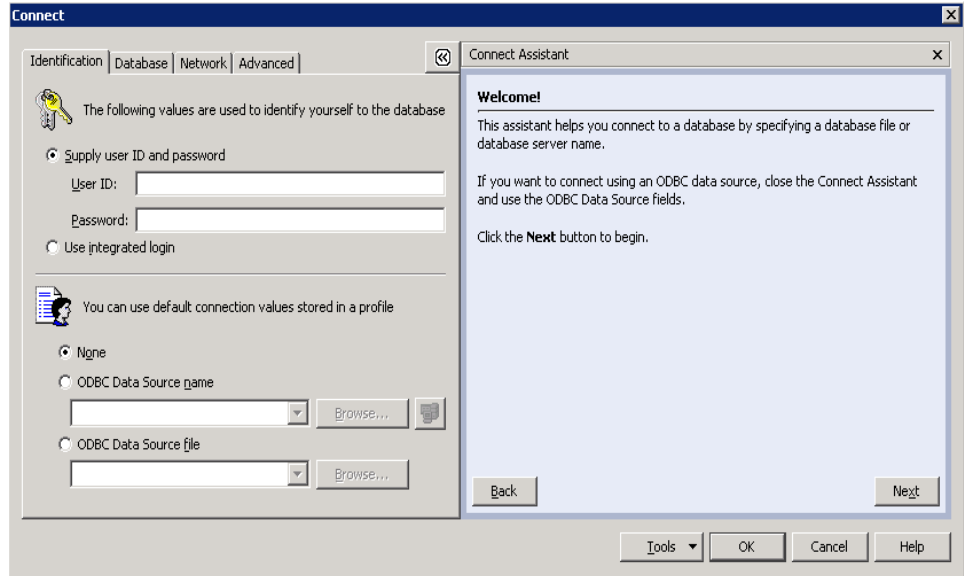 Connect
Identification Database Network Advanced
The following values are used to identify yourself to the database
Supply user ID and password
User ID:
Password:
Use integrated login
You can use default connection values stored in a profile
None
ODBC Data Source name
Browse...
ODBC Data Source file
Browse...
Connect Assistant
Welcome!
This assistant helps you connect to a database by specifying a database file or
database server name.
If you want to connect using an ODBC data source, close the Connect Assistant
and use the ODBC Data Source fields.
Click the Next button to begin.
Back Next
Tools OK Cancel Help